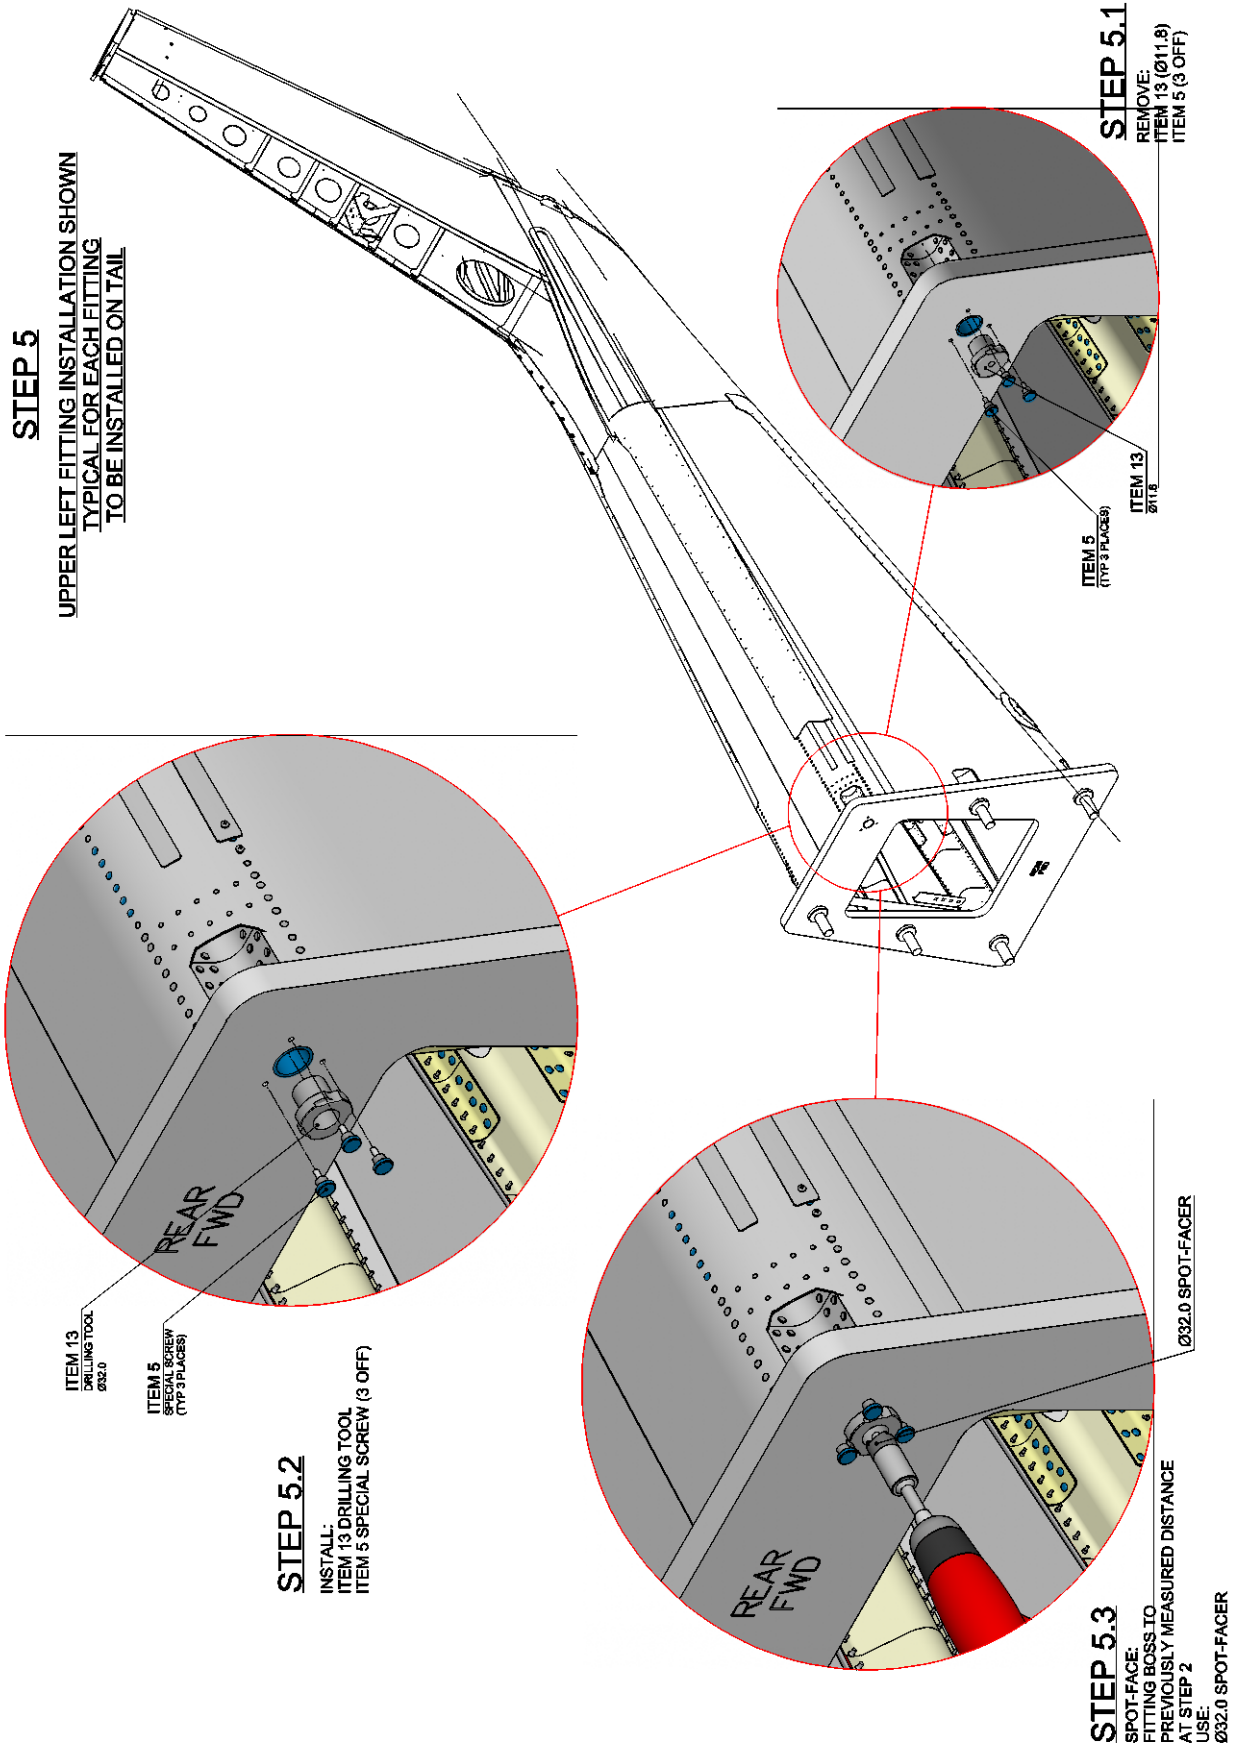 STEP 5
UPPER LEFT FITTING INSTALLATION SHOWN
TYPICAL FOR EACH FITTING
TO BE INSTALLED ON TAIL
STEP 5.1
REMOVE:
ITEM 13 (Ø11.8)
ITEM 5 (3 OFF)
ITEM 5
(TYP 3 PLACES)
ITEM 13
Ø11.8
ITEM 13
DRILLING TOOL
Ø32.0
ITEM 5
SPECIAL SCREW
(TYP 3 PLACES)
REAR
FWD
STEP 5.2
INSTALL:
ITEM 13 DRILLING TOOL
ITEM 5 SPECIAL SCREW (3 OFF)
REAR
FWD
Ø32.0 SPOT-FACER
STEP 5.3
SPOT-FACE:
FITTING BOSS TO
PREVIOUSLY MEASURED DISTANCE
AT STEP 2
USE:
Ø32.0 SPOT-FACER